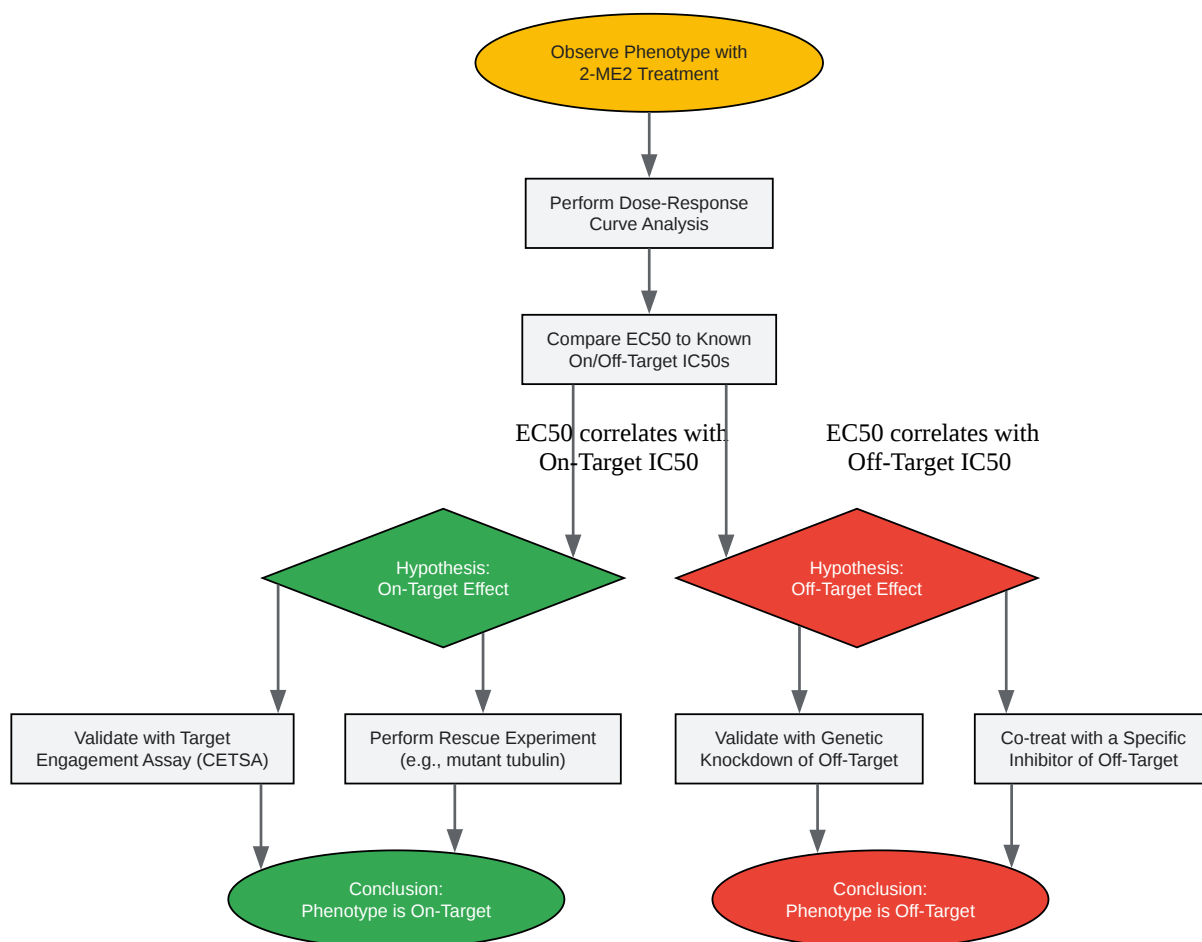 Observe Phenotype with
2-ME2 Treatment
Perform Dose-Response
Curve Analysis
Compare EC50 to Known
On/Off-Target IC50s
EC50 correlates with
On-Target IC50
EC50 correlates with
Off-Target IC50
Hypothesis:
On-Target Effect
Hypothesis:
Off-Target Effect
Validate with Target
Engagement Assay (CETSA)
Perform Rescue Experiment
(e.g., mutant tubulin)
Validate with Genetic
Knockdown of Off-Target
Co-treat with a Specific
Inhibitor of Off-Target
Conclusion:
Phenotype is On-Target
Conclusion:
Phenotype is Off-Target